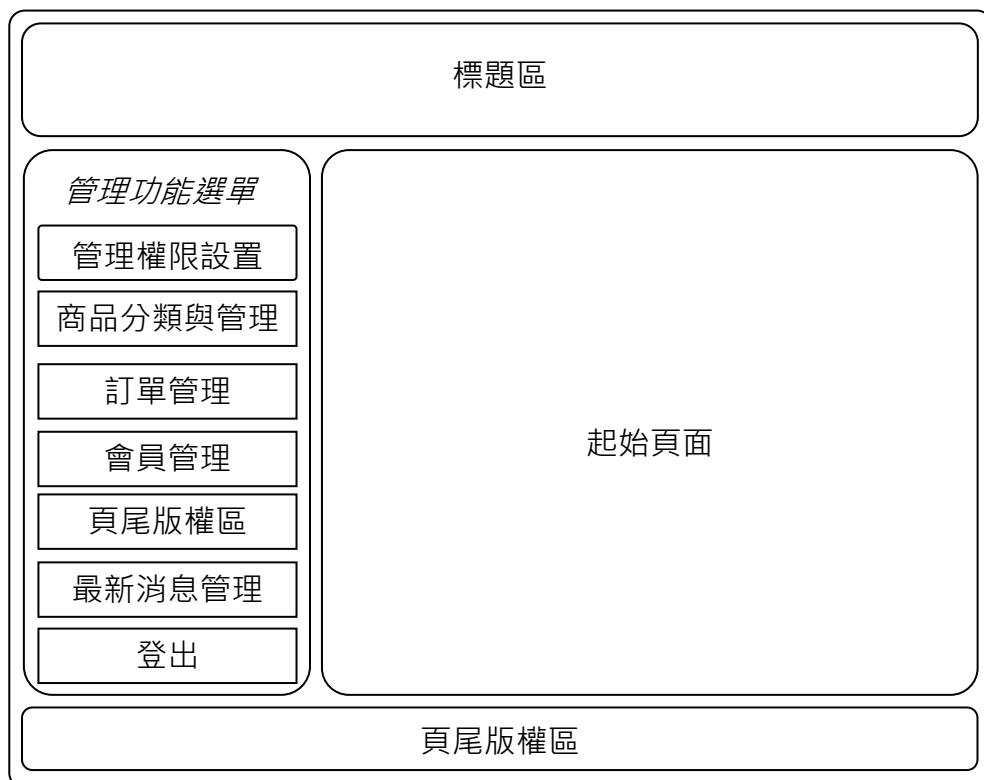 標題區
管理功能選單
管理權限設置
商品分類與管理
訂單管理
會員管理
頁尾版權區
最新消息管理
登出
起始頁面
頁尾版權區